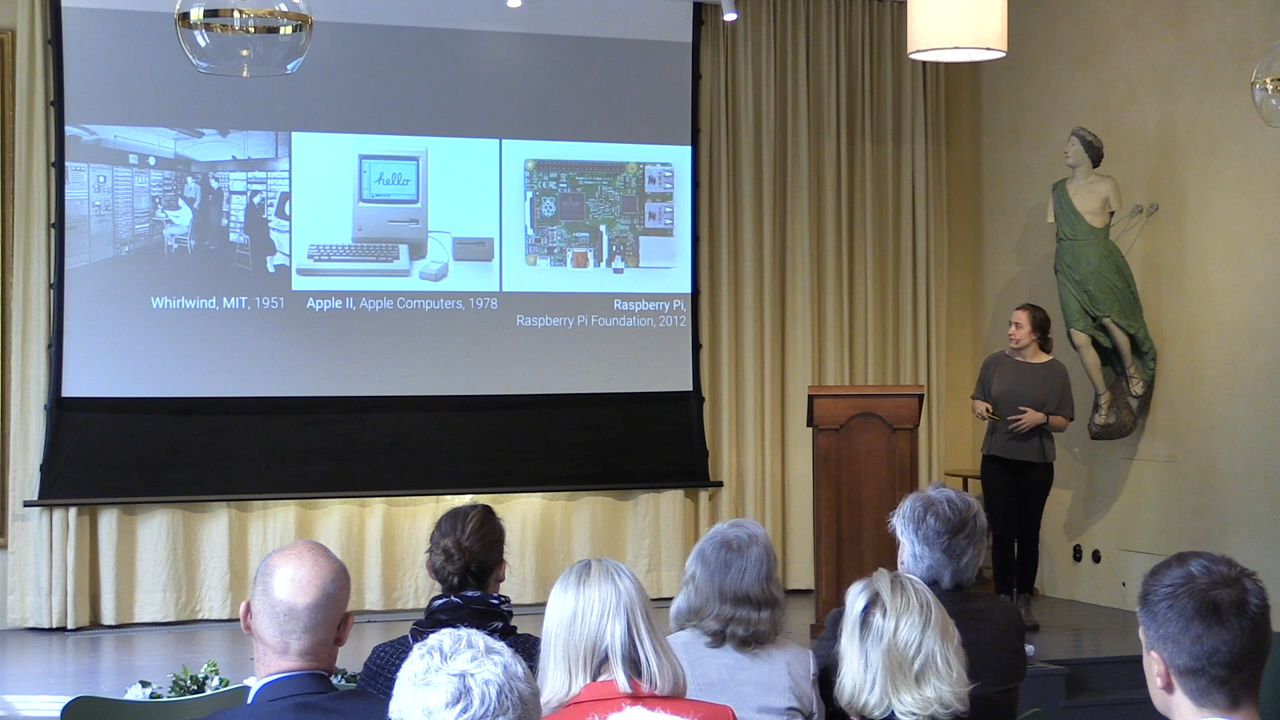 hello
Whirlwind, MIT, 1951
Apple II, Apple Computers, 1978
Raspberry Pi,
Raspberry Pi Foundation, 2012